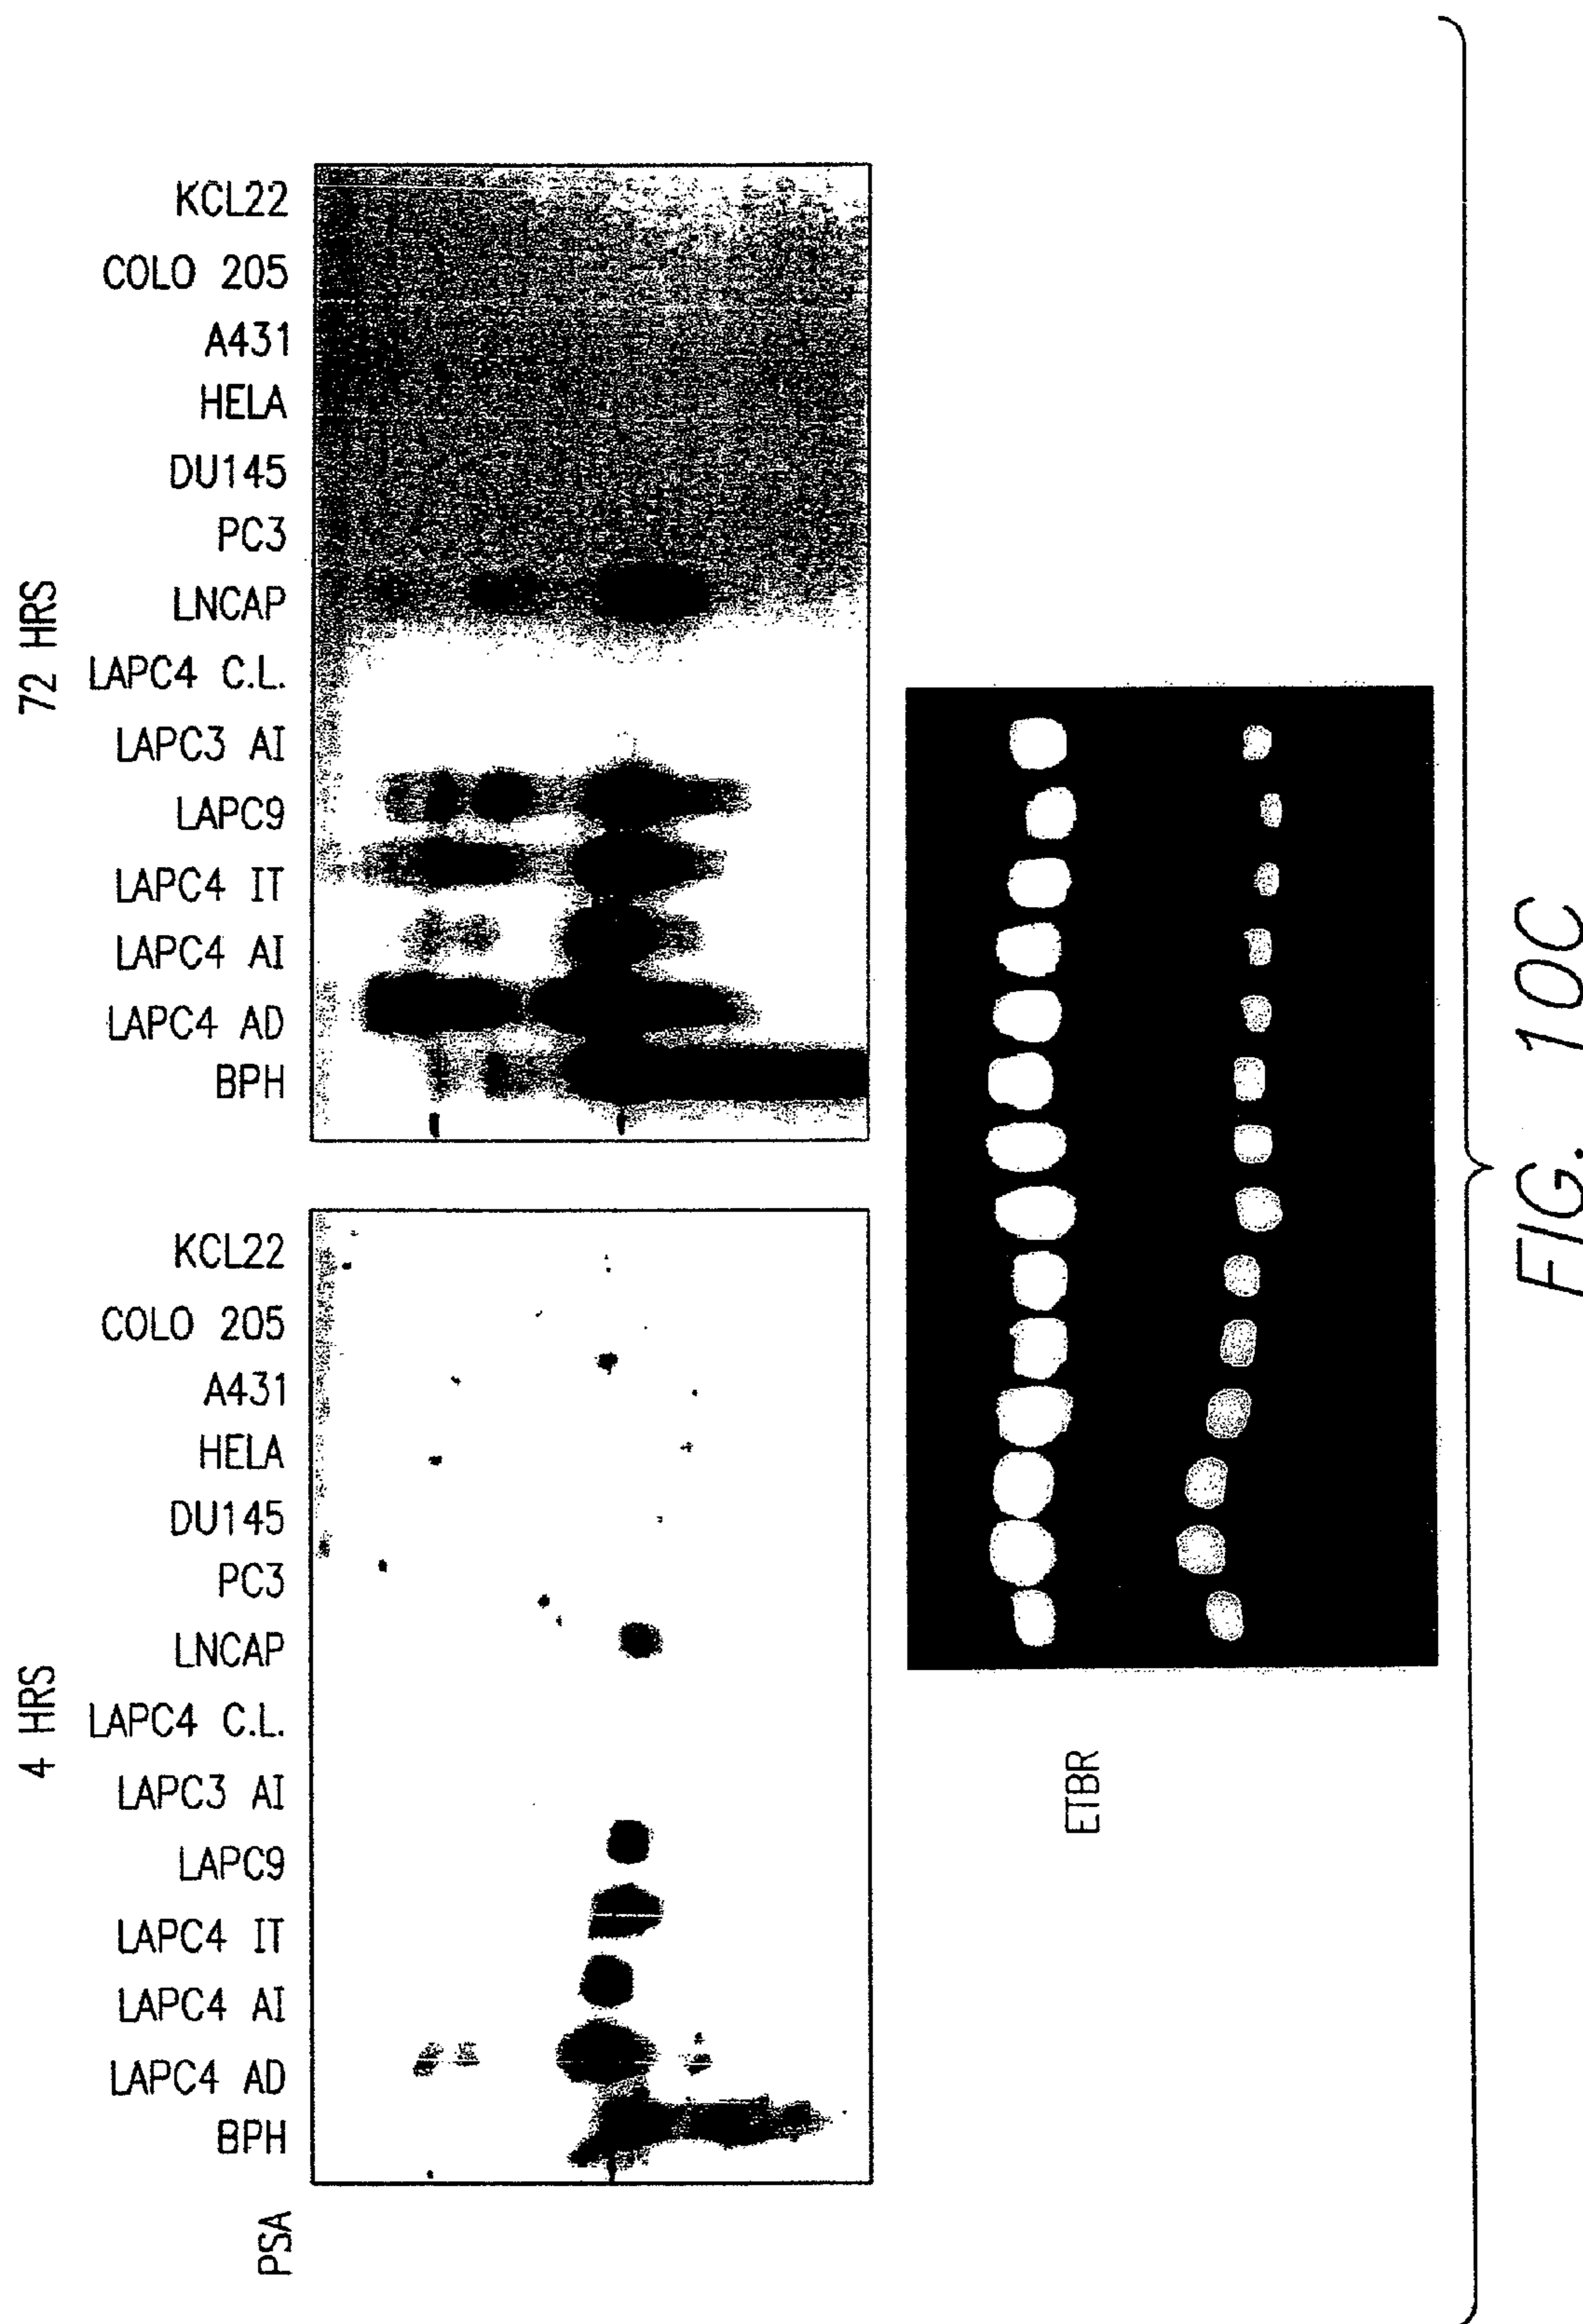 4 HRS
72 HRS
PSA
BPH
LAPC4 AD
LAPC4 AI
LAPC4 IT
LAPC9
LAPC3 AI
LAPC4 C.L.
LNCAP
PC3
DU145
HELA
A431
COLO 205
KCL22
BPH
LAPC4 AD
LAPC4 AI
LAPC4 IT
LAPC9
LAPC3 AI
LAPC4 C.L.
LNCAP
PC3
DU145
HELA
A431
COLO 205
KCL22
ETBR
FIG. 10C